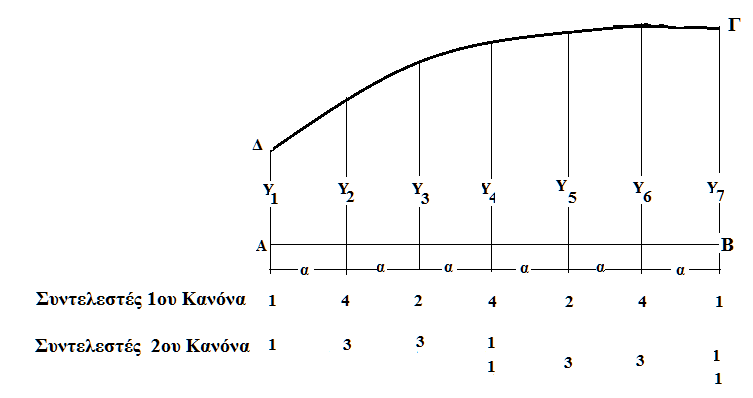 Γ
Δ
Y1 Y2 Y3 Y4 Y5 Y6 Y7
Α Β
α α α α α α
Συντελεστές 1ου Κανόνα 1 4 2 4 2 4 1
Συντελεστές 2ου Κανόνα 1 3 3 1 3 3 1
1 1